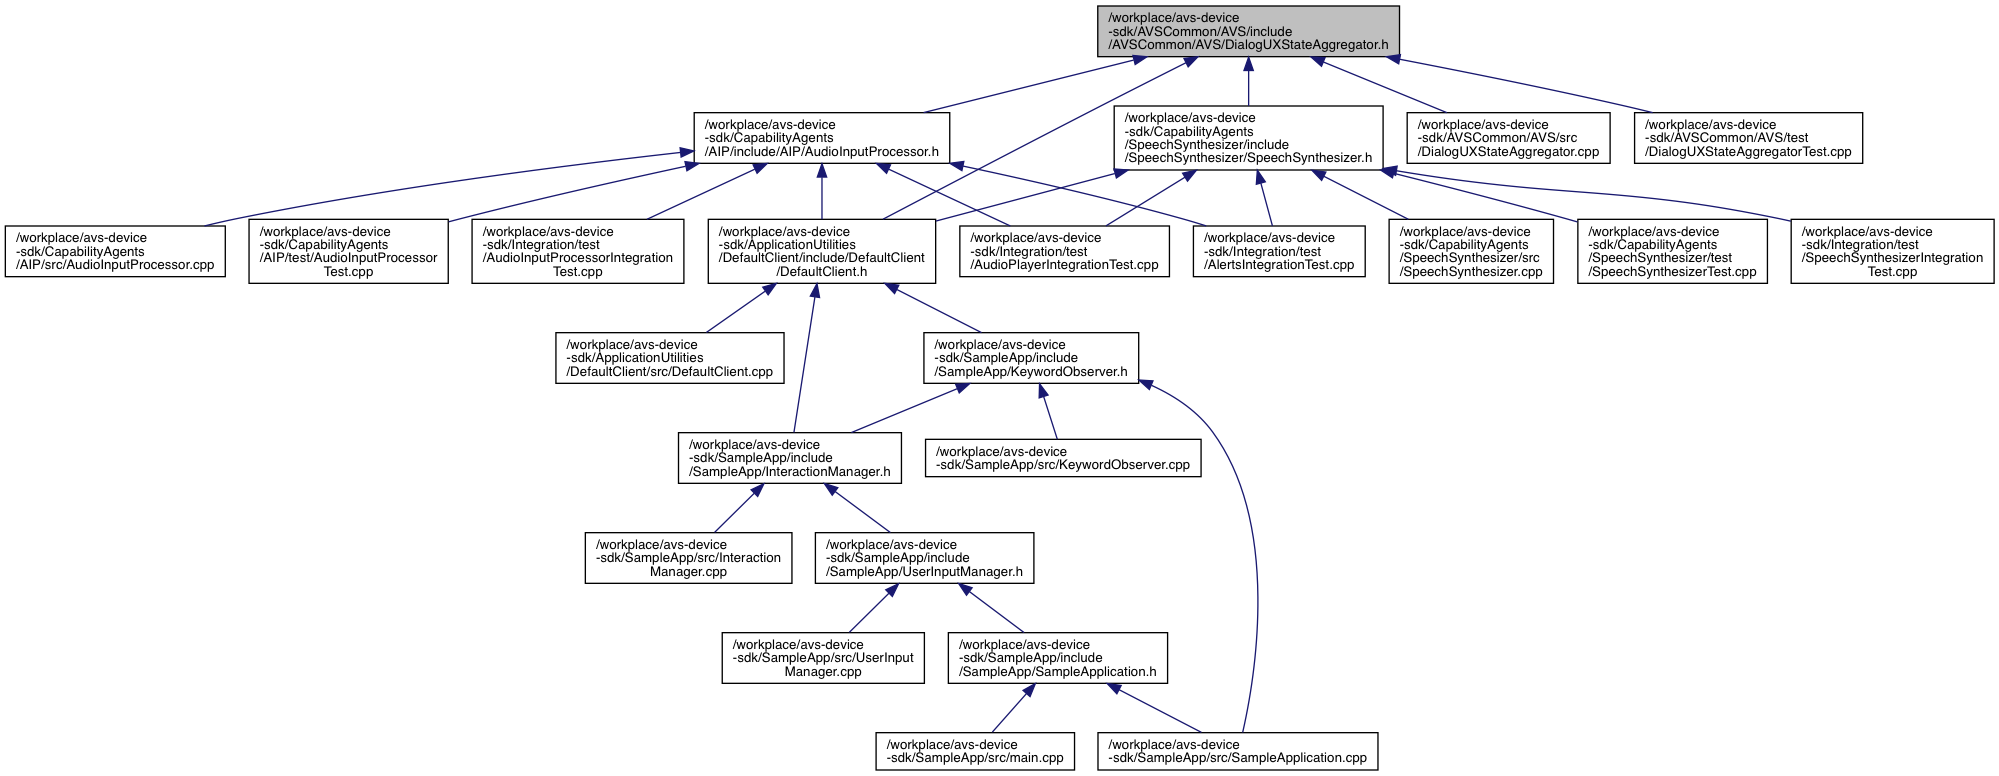 /workplace/avs-device
-sdk/AVSCommon/AVS/include
/AVSCommon/AVS/DialogUXStateAggregator.h
/workplace/avs-device
-sdk/CapabilityAgents
/AIP/include/AIP/AudioInputProcessor.h
/workplace/avs-device
-sdk/CapabilityAgents
/SpeechSynthesizer/include
/SpeechSynthesizer/SpeechSynthesizer.h
/workplace/avs-device
-sdk/AVSCommon/AVS/src
/DialogUXStateAggregator.cpp
/workplace/avs-device
-sdk/AVSCommon/AVS/test
/DialogUXStateAggregatorTest.cpp
/workplace/avs-device
-sdk/CapabilityAgents
/AIP/src/AudioInputProcessor.cpp
/workplace/avs-device
-sdk/CapabilityAgents
/AIP/test/AudioInputProcessor
Test.cpp
/workplace/avs-device
-sdk/Integration/test
/AudioInputProcessorIntegration
Test.cpp
/workplace/avs-device
-sdk/ApplicationUtilities
/DefaultClient/include/DefaultClient
/DefaultClient.h
/workplace/avs-device
-sdk/Integration/test
/AudioPlayerIntegrationTest.cpp
/workplace/avs-device
-sdk/Integration/test
/AlertsIntegrationTest.cpp
/workplace/avs-device
-sdk/CapabilityAgents
/SpeechSynthesizer/src
/SpeechSynthesizer.cpp
/workplace/avs-device
-sdk/CapabilityAgents
/SpeechSynthesizer/test
/SpeechSynthesizerTest.cpp
/workplace/avs-device
-sdk/Integration/test
/SpeechSynthesizerIntegration
Test.cpp
/workplace/avs-device
-sdk/ApplicationUtilities
/DefaultClient/src/DefaultClient.cpp
/workplace/avs-device
-sdk/SampleApp/include
/SampleApp/KeywordObserver.h
/workplace/avs-device
-sdk/SampleApp/include
/SampleApp/InteractionManager.h
/workplace/avs-device
-sdk/SampleApp/src/KeywordObserver.cpp
/workplace/avs-device
-sdk/SampleApp/src/Interaction
Manager.cpp
/workplace/avs-device
-sdk/SampleApp/include
/SampleApp/UserInputManager.h
/workplace/avs-device
-sdk/SampleApp/src/UserInput
Manager.cpp
/workplace/avs-device
-sdk/SampleApp/include
/SampleApp/SampleApplication.h
/workplace/avs-device
-sdk/SampleApp/src/main.cpp
/workplace/avs-device
-sdk/SampleApp/src/SampleApplication.cpp